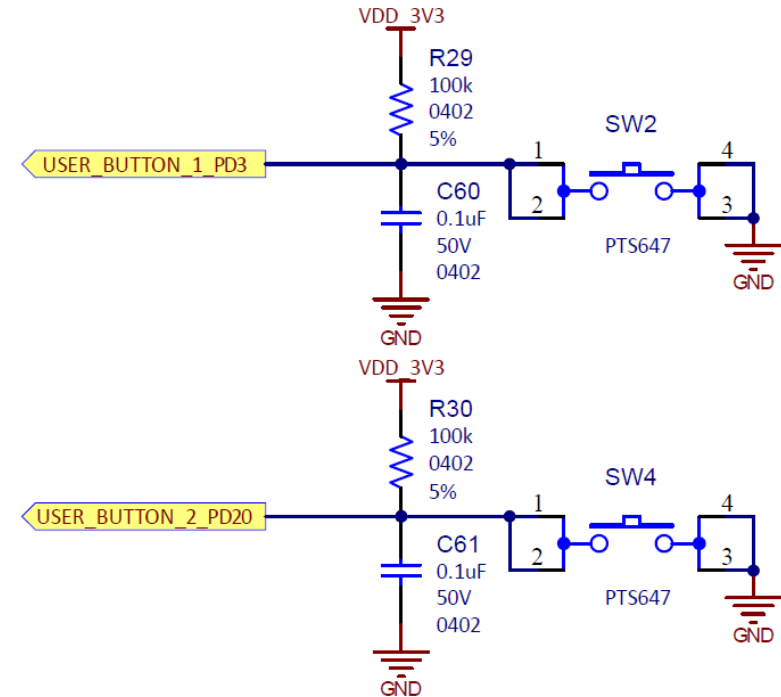 VDD_3V3
R29
100k
0402
5%
SW2
USER_BUTTON_1_PD3
1
4
2
3
C60
0.1uF
50V
0402
PTS647
GND
GND
VDD_3V3
R30
100k
0402
5%
SW4
USER_BUTTON_2_PD20
1
4
2
3
C61
0.1uF
50V
0402
PTS647
GND
GND